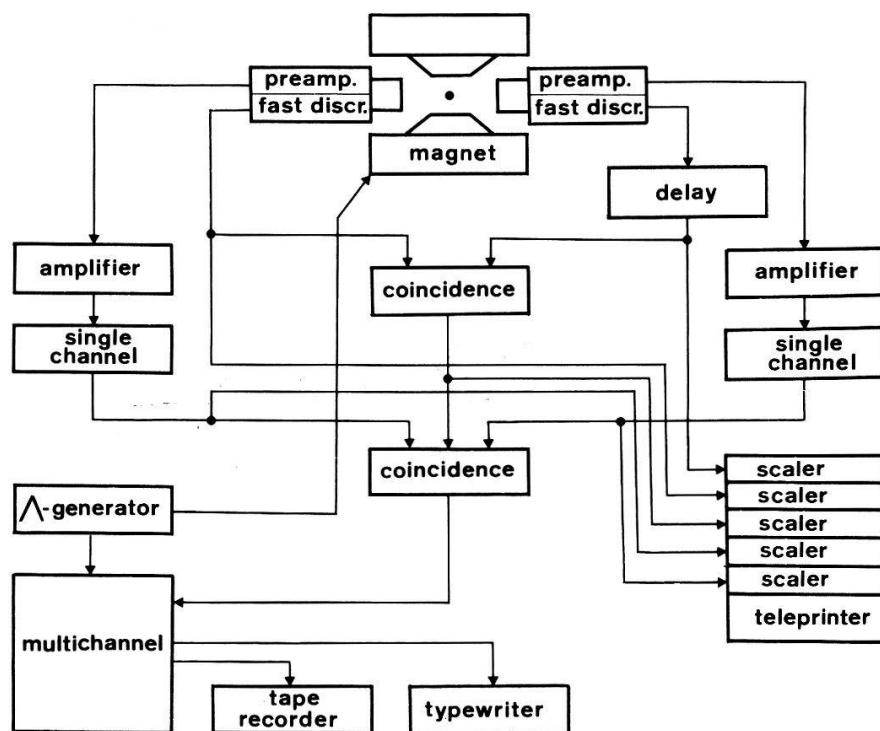 preamp.
fast discr.
preamp.
fast discr.
magnet
delay
amplifier
coincidence
amplifier
single
channel
single
channel
coincidence
scaler
scaler
scaler
scaler
scaler
teleprinter
Λ-generator
multichannel
tape
recorder
typewriter